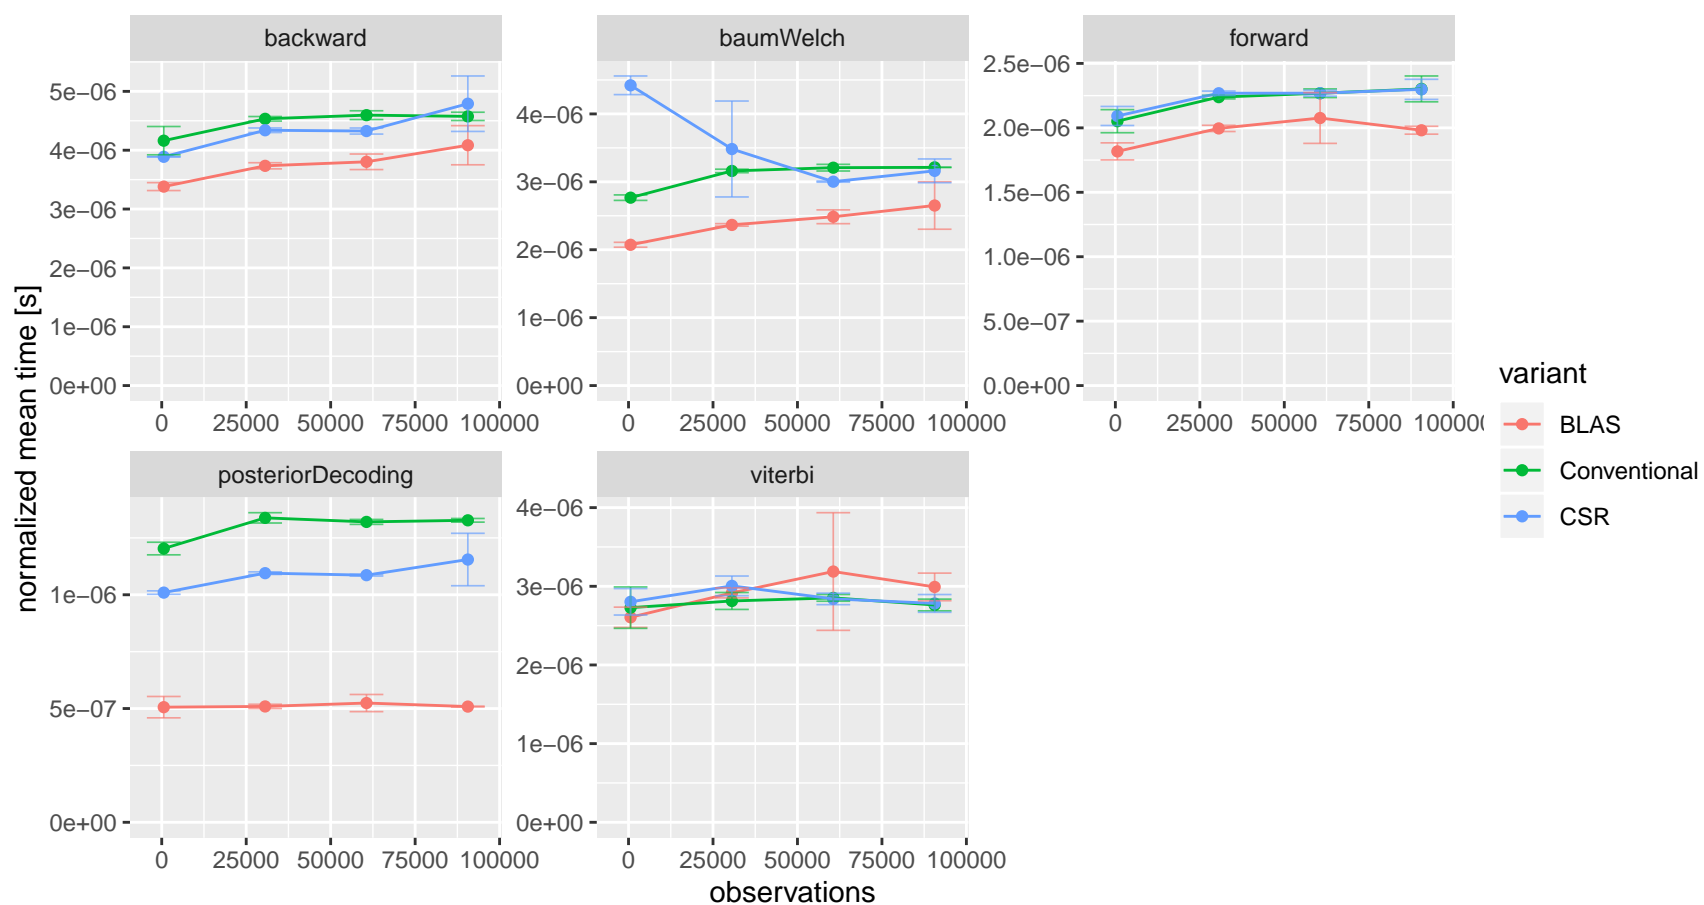 backward
baumWelch
forward
5e−06
4e−06
3e−06
2e−06
1e−06
0e+00
4e−06
3e−06
2e−06
1e−06
0e+00
2.5e−06
2.0e−06
1.5e−06
1.0e−06
5.0e−07
0.0e+00
0 25000 50000 75000 100000
0 25000 50000 75000 100000
0 25000 50000 75000
posteriorDecoding
viterbi
1e−06
5e−07
0e+00
4e−06
3e−06
2e−06
1e−06
0e+00
0 25000 50000 75000 100000
0 25000 50000 75000 100000
observations
normalized mean time [s]
variant
BLAS
Conventional
CSR